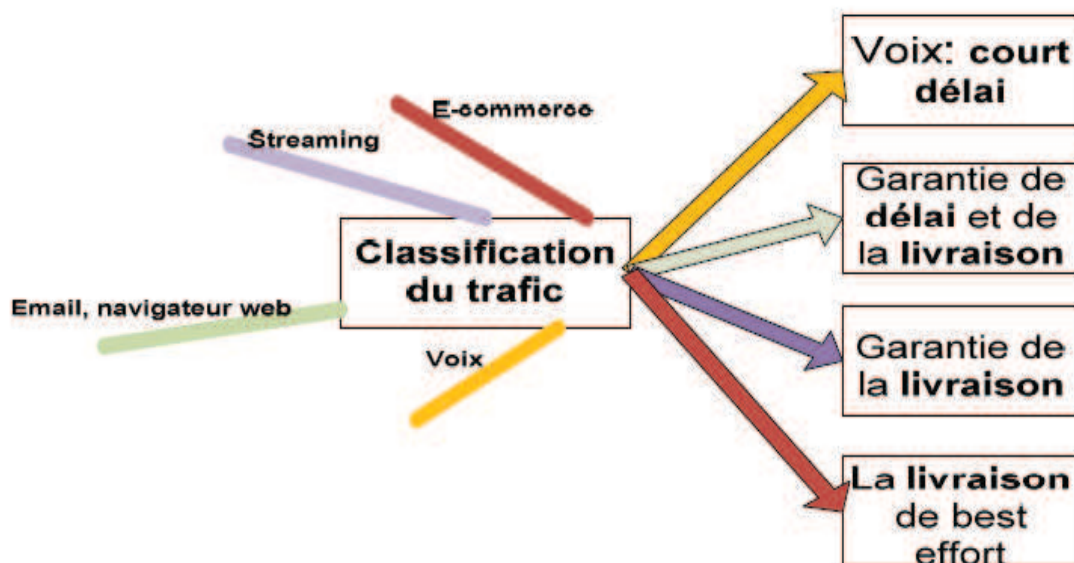 E-commerce
Streaming
Classification
du trafic
Email, navigateur web
Voix
Voix: court
délai
Garantie de
délai et de
la livraison
Garantie de
la livraison
La livraison
de best
effort